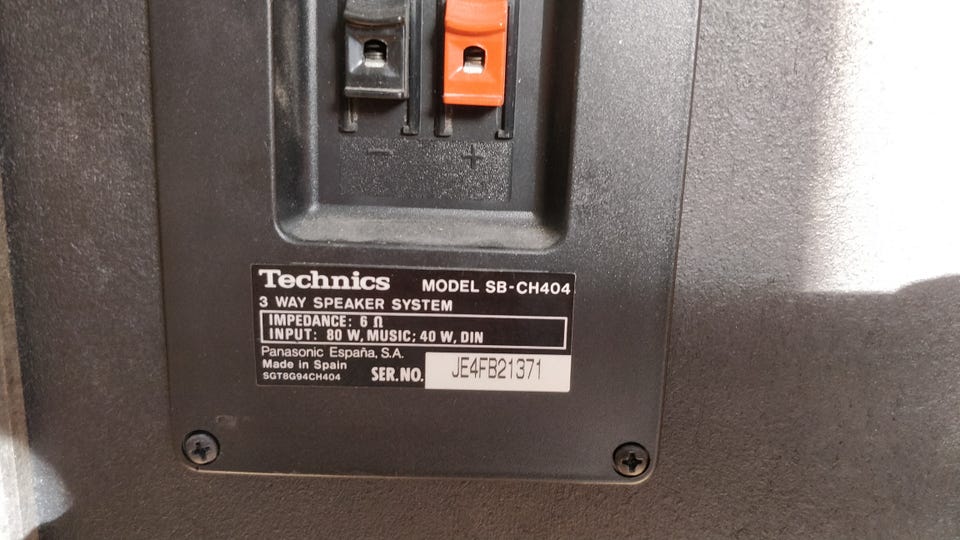 − +
Technics MODEL SB-CH404
3 WAY SPEAKER SYSTEM
IMPEDANCE: 6 Ω
INPUT: 80 W, MUSIC; 40 W, DIN
Panasonic España, S.A.
Made in Spain
SGT8G94CH404
SER.NO. JE4FB21371